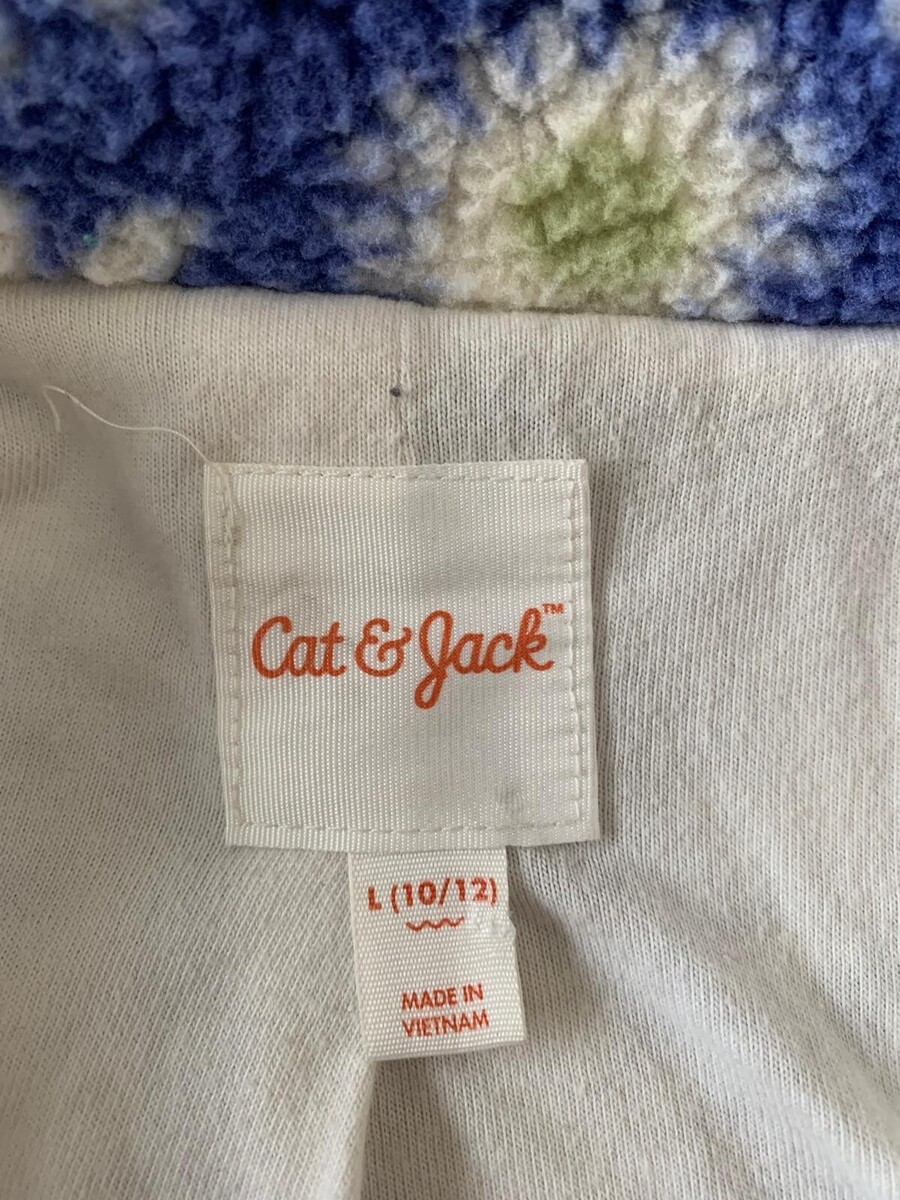 Cat & Jack™
L (10/12)
MADE IN
VIETNAM